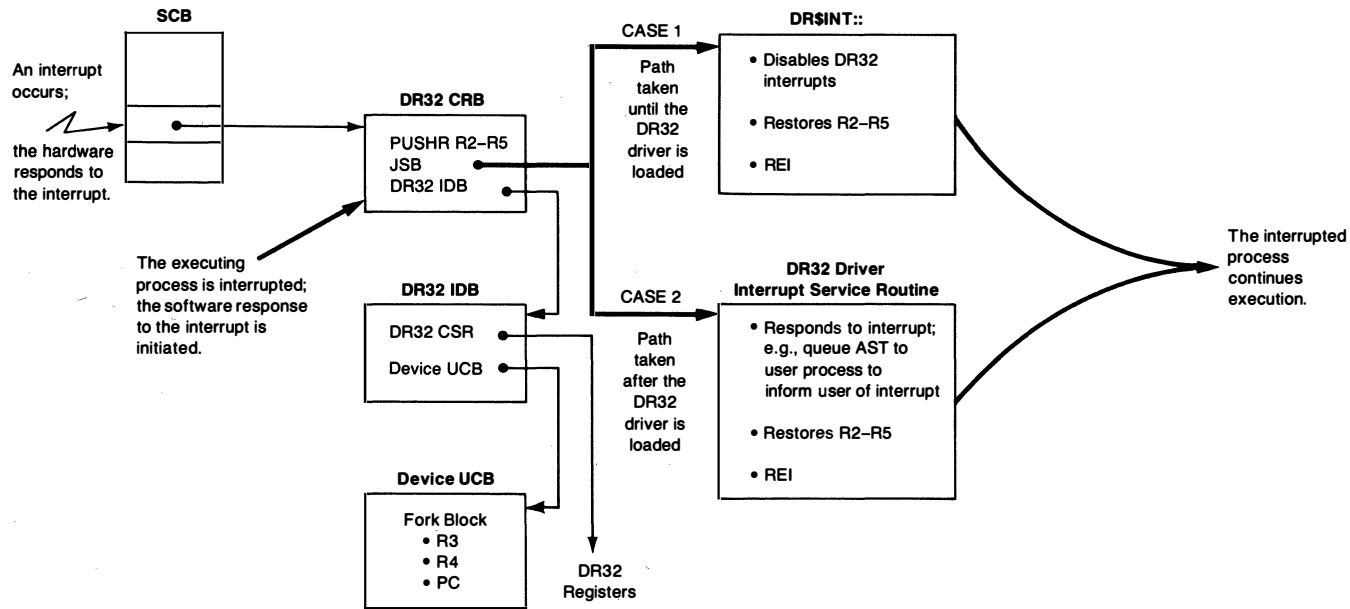 SCB
An interrupt
occurs;
the hardware
responds to
the interrupt.
DR32 CRB
PUSHR R2–R5
JSB
DR32 IDB
The executing
process is interrupted;
the software response
to the interrupt is
initiated.
CASE 1
Path
taken
until the
DR32
driver is
loaded
DR$INT::
• Disables DR32
interrupts
• Restores R2–R5
• REI
DR32 IDB
DR32 CSR
Device UCB
CASE 2
Path
taken
after the
DR32
driver is
loaded
DR32 Driver
Interrupt Service Routine
• Responds to interrupt;
e.g., queue AST to
user process to
inform user of interrupt
• Restores R2–R5
• REI
The interrupted
process
continues
execution.
Device UCB
Fork Block
• R3
• R4
• PC
DR32
Registers